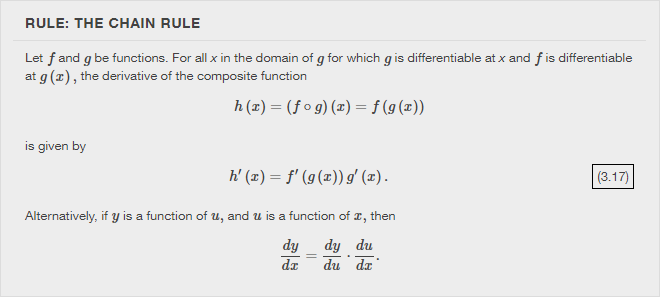 RULE: THE CHAIN RULE
Let f and g be functions. For all x in the domain of g for which g is differentiable at x and f is differentiable
at g (x) , the derivative of the composite function
h (x) = (f ∘ g) (x) = f (g (x))
is given by
h′ (x) = f′ (g (x)) g′ (x) .
(3.17)
Alternatively, if y is a function of u, and u is a function of x, then
dy/dx = dy/du · du/dx.